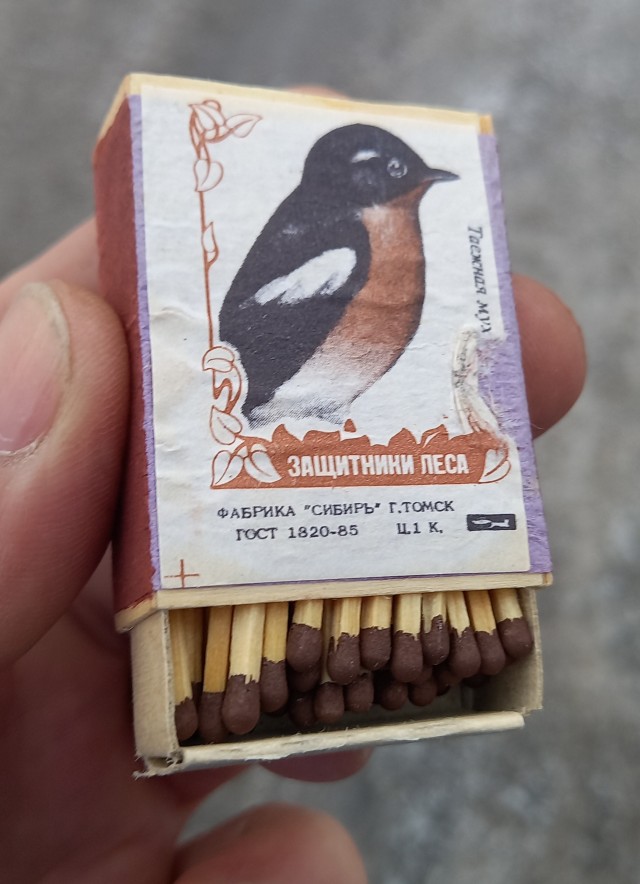 Таежная мух
ЗАЩИТНИКИ ЛЕСА
ФАБРИКА "СИБИРЬ" Г.ТОМСК
ГОСТ 1820-85 Ц.1 К.